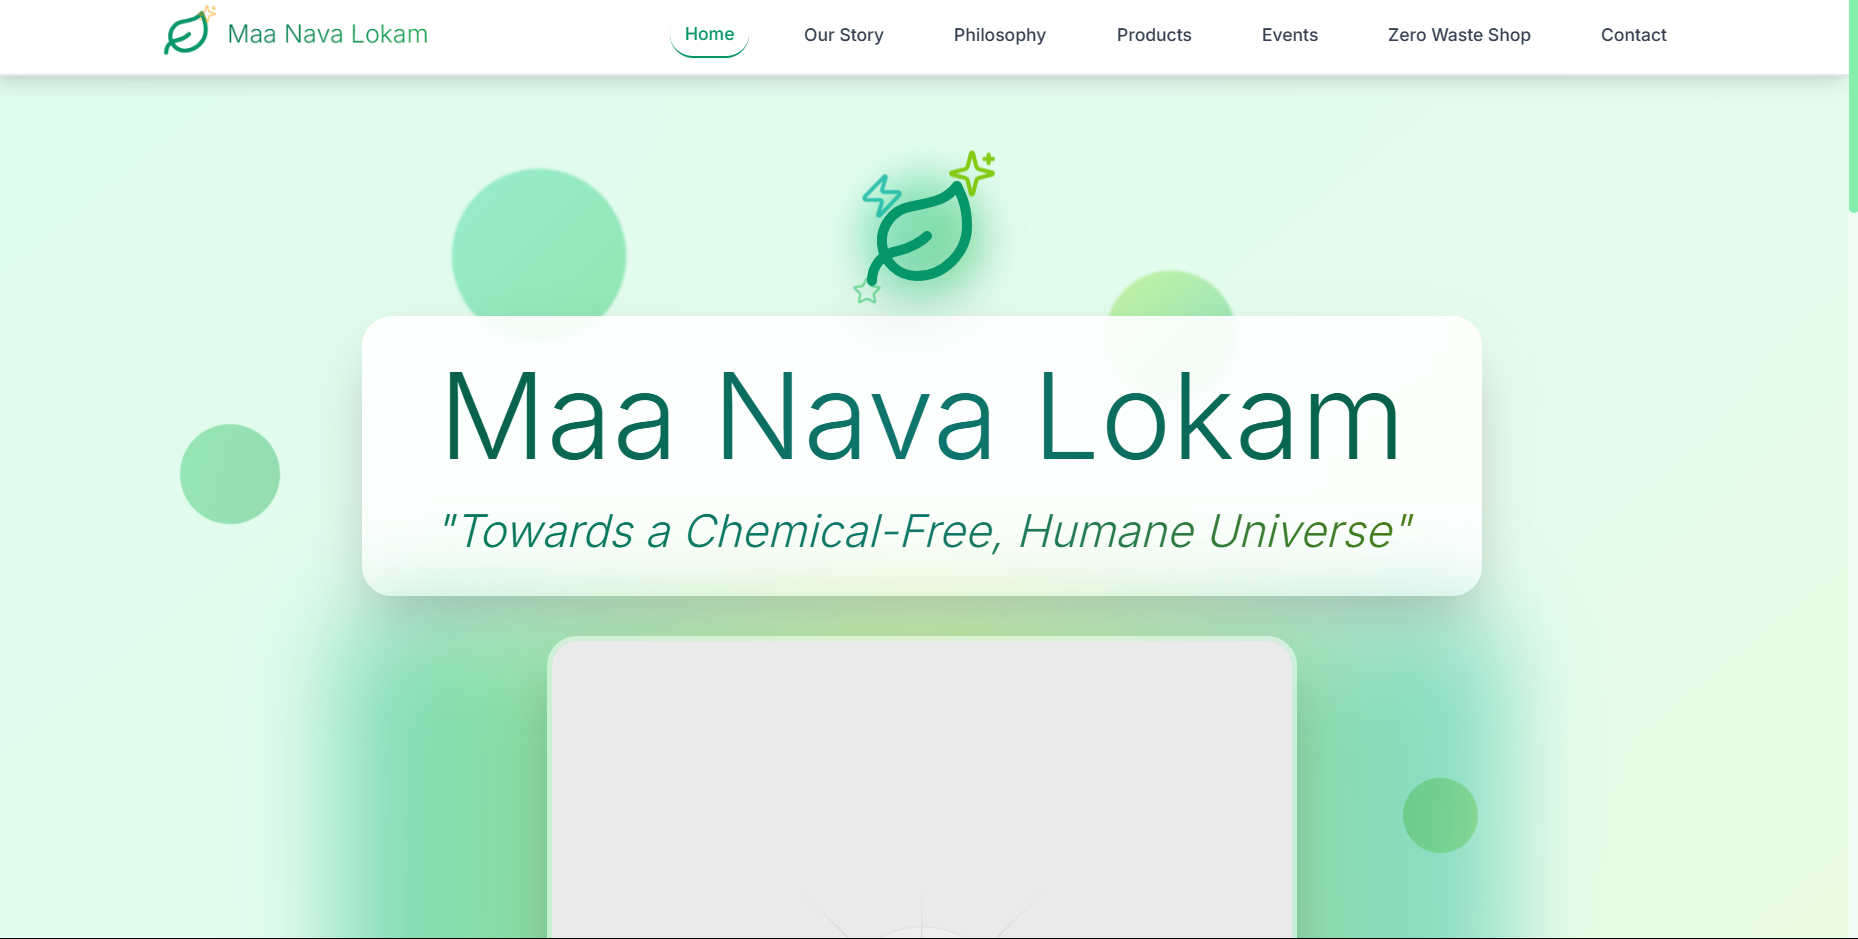 Maa Nava Lokam
Home
Our Story
Philosophy
Products
Events
Zero Waste Shop
Contact
Maa Nava Lokam
"Towards a Chemical-Free, Humane Universe"